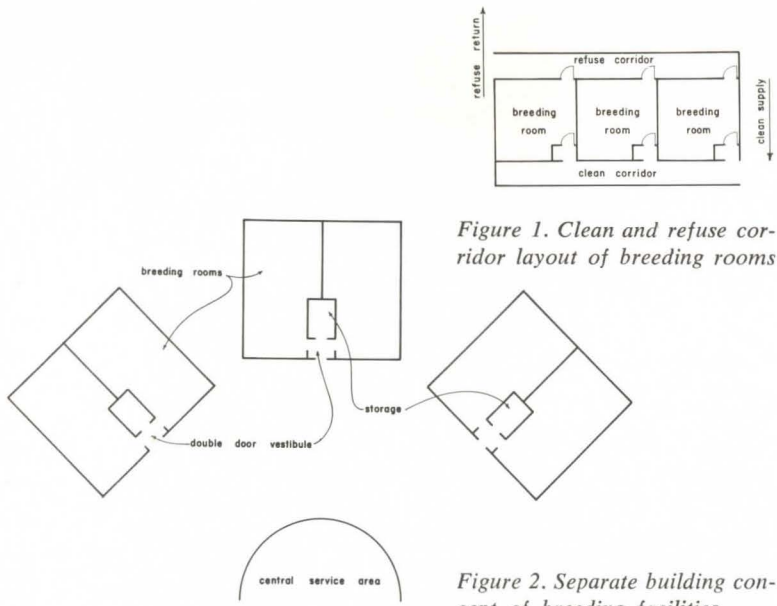 refuse return
refuse corridor
breeding
room
breeding
room
breeding
room
clean supply
clean corridor
Figure 1. Clean and refuse cor-
ridor layout of breeding rooms
breeding rooms
storage
double door vestibule
central service area
Figure 2. Separate building con-
cept of breeding facilities